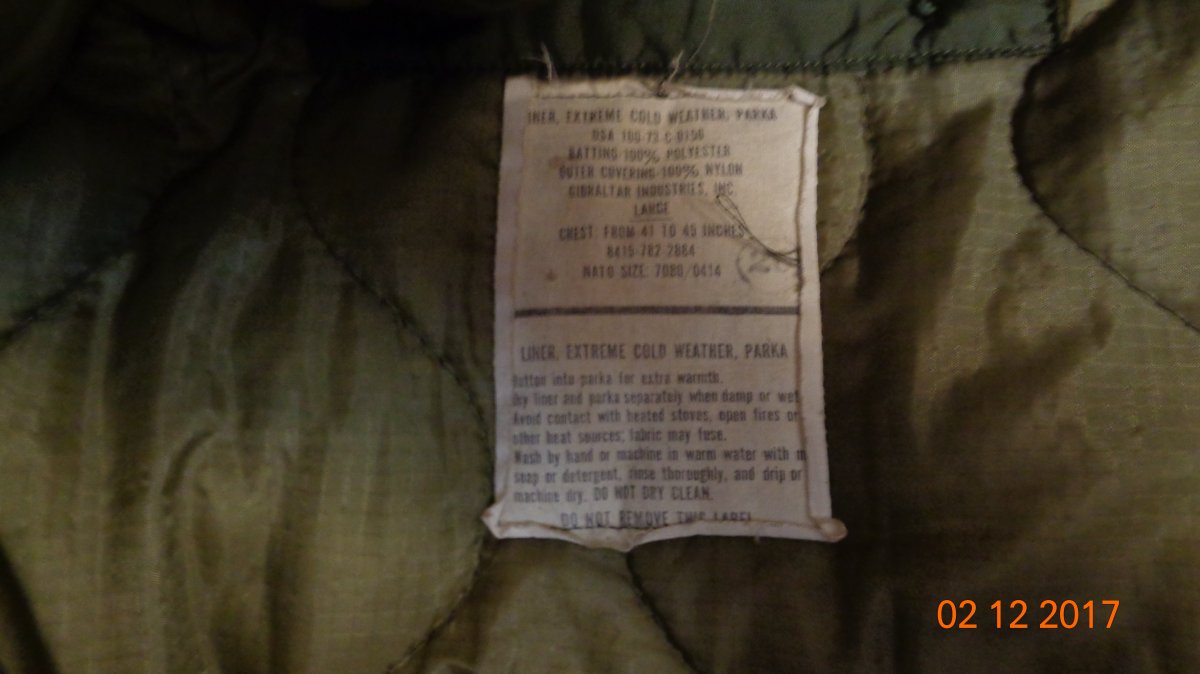 INER, EXTREME COLD WEATHER, PARKA
DSA 100-73-C-0156
BATTING-100% POLYESTER
OUTER COVERING-100% NYLON
GIBRALTAR INDUSTRIES, INC
LARGE
CHEST: FROM 41 TO 45 INCHES
8415-782-2884
NATO SIZE: 7080/0414
LINER, EXTREME COLD WEATHER, PARKA
Button into parka for extra warmth.
liner and parka separately when damp or wet
Avoid contact with heated stoves, open fires or
other heat sources; fabric may fuse.
Wash by hand or machine in warm water with m
soap or detergent, rinse thoroughly, and drip or
machine dry. DO NOT DRY CLEAN.
DO NOT REMOVE THIS LABEL
02 12 2017